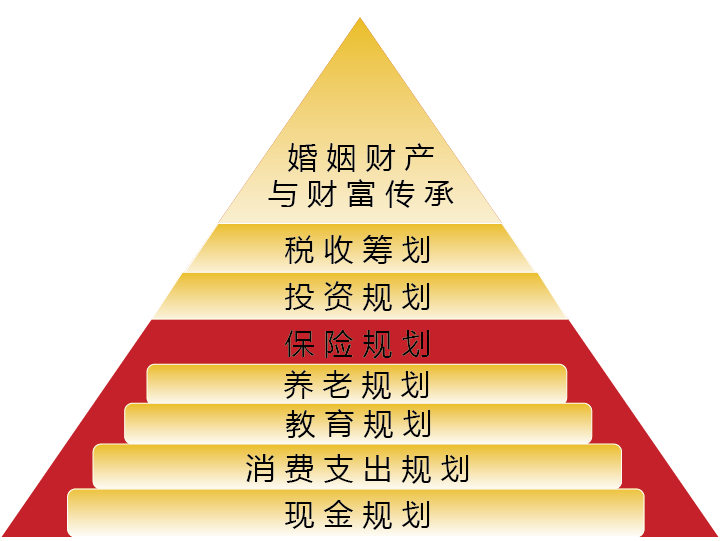 婚姻财产
与财富传承
税收筹划
投资规划
保险规划
养老规划
教育规划
消费支出规划
现金规划